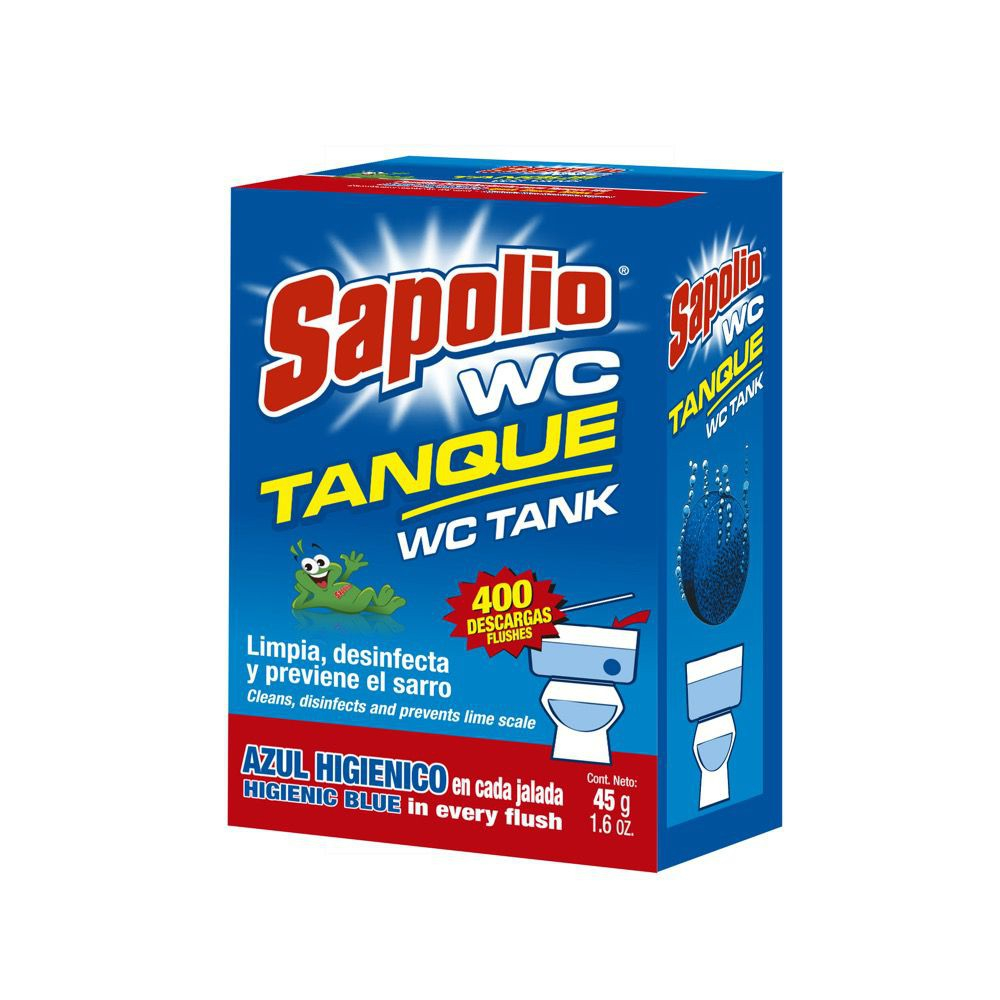 Sapolio®
WC
TANQUE
WC TANK
400
DESCARGAS
FLUSHES
Limpia, desinfecta
y previene el sarro
Cleans, disinfects and prevents lime scale
AZUL HIGIENICO en cada jalada
HIGIENIC BLUE in every flush
Cont. Neto:
45 g
1.6 OZ.
Sapolio
WC
TANQUE
WC TANK